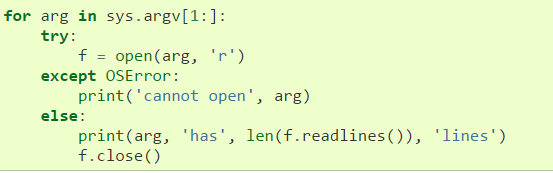 for arg in sys.argv[1:]:
    try:
        f = open(arg, 'r')
    except OSError:
        print('cannot open', arg)
    else:
        print(arg, 'has', len(f.readlines()), 'lines')
        f.close()